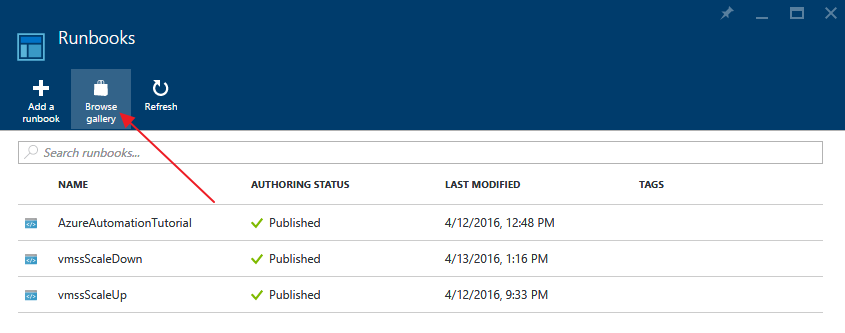 Runbooks
Add a runbook
Browse gallery
Refresh
Search runbooks...
NAME AUTHORING STATUS LAST MODIFIED TAGS
AzureAutomationTutorial Published 4/12/2016, 12:48 PM
vmssScaleDown Published 4/13/2016, 1:16 PM
vmssScaleUp Published 4/12/2016, 9:33 PM